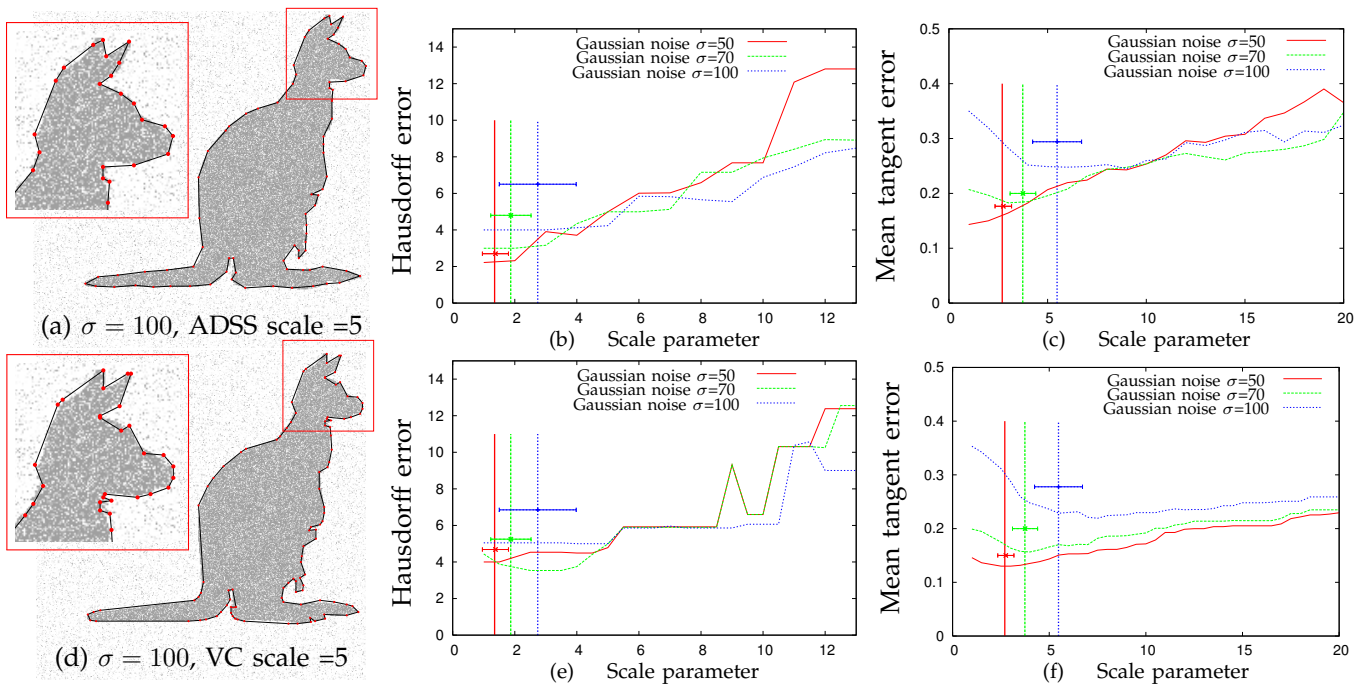 (a) σ = 100, ADSS scale =5
Hausdorff error
14
12
10
8
6
4
2
0
Gaussian noise σ=50
Gaussian noise σ=70
Gaussian noise σ=100
0 2 4 6 8 10 12
(b) Scale parameter
Mean tangent error
0.5
0.4
0.3
0.2
0.1
0
Gaussian noise σ=50
Gaussian noise σ=70
Gaussian noise σ=100
0 5 10 15 20
(c) Scale parameter
(d) σ = 100, VC scale =5
Hausdorff error
14
12
10
8
6
4
2
0
Gaussian noise σ=50
Gaussian noise σ=70
Gaussian noise σ=100
0 2 4 6 8 10 12
(e) Scale parameter
Mean tangent error
0.5
0.4
0.3
0.2
0.1
0
Gaussian noise σ=50
Gaussian noise σ=70
Gaussian noise σ=100
0 5 10 15 20
(f) Scale parameter